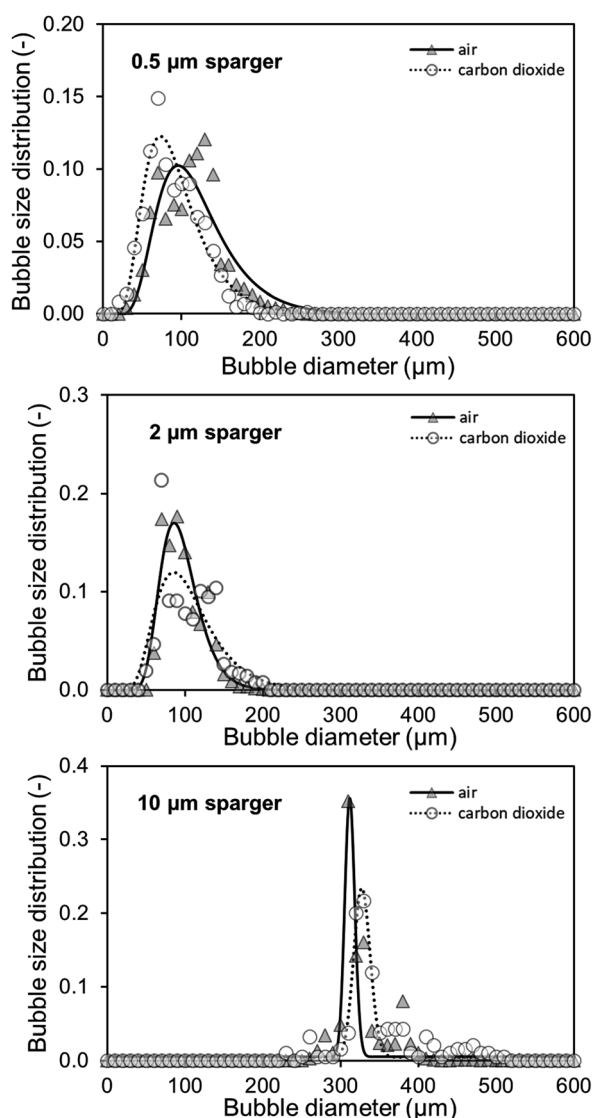 0.20
0.5 µm sparger
air
carbon dioxide
0.15
0.10
0.05
0.00
Bubble size distribution (-)
0 100 200 300 400 500 600
Bubble diameter (µm)
0.3
2 µm sparger
air
carbon dioxide
0.2
0.1
0.0
Bubble size distribution (-)
0 100 200 300 400 500 600
Bubble diameter (µm)
0.4
10 µm sparger
air
carbon dioxide
0.3
0.2
0.1
0.0
Bubble size distribution (-)
0 100 200 300 400 500 600
Bubble diameter (µm)